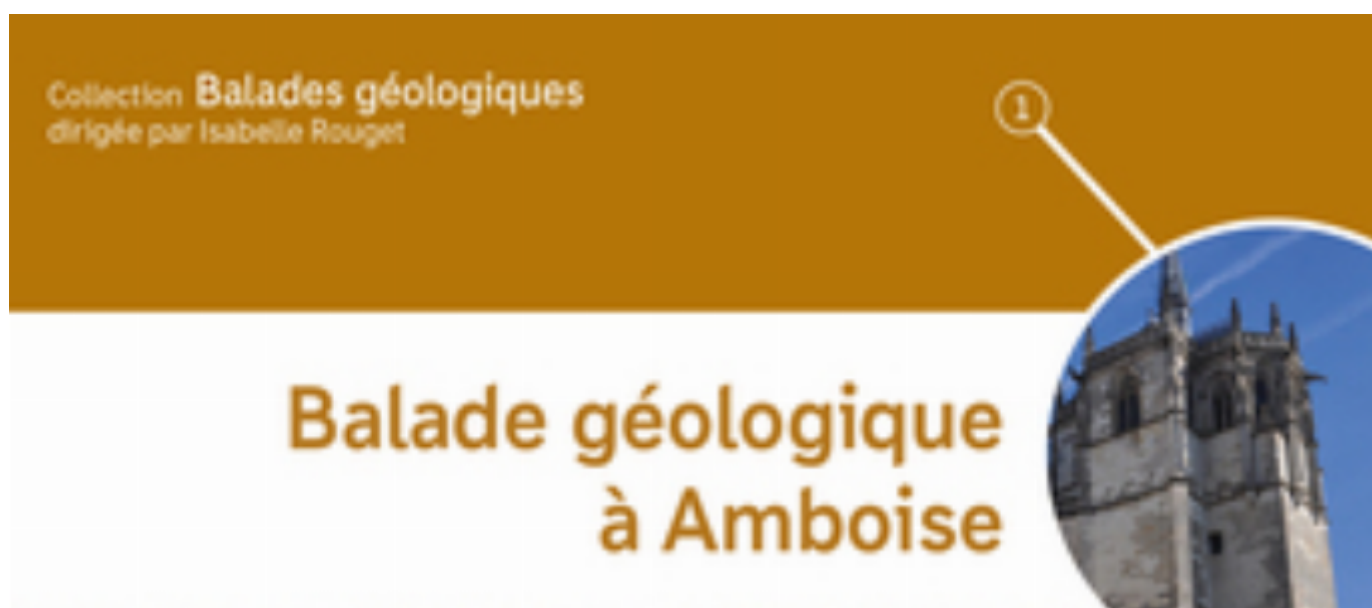 Collection Balades géologiques
dirigée par Isabelle Rouget
1
Balade géologique
à Amboise